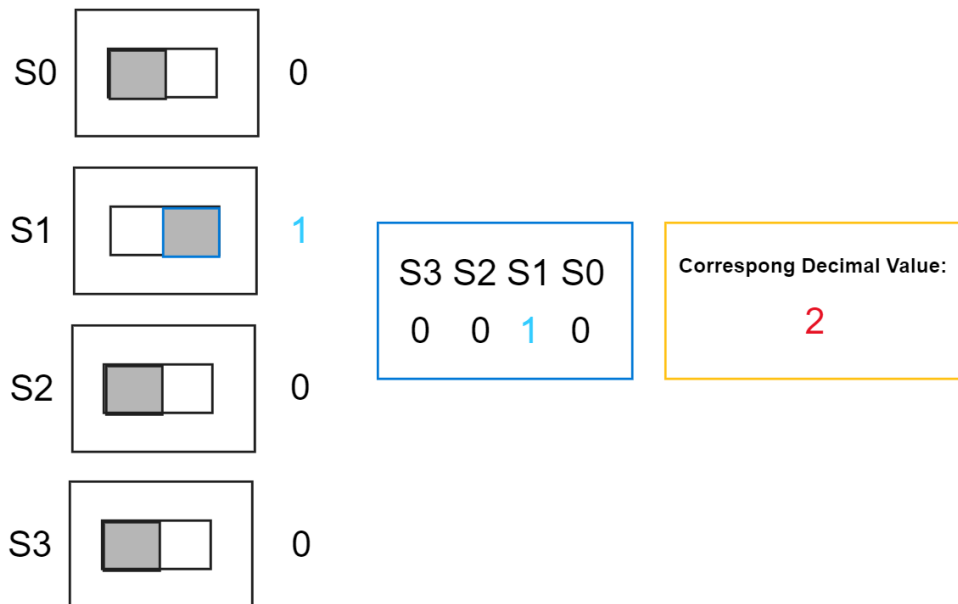 S0 0
S1 1
S2 0
S3 0
S3 S2 S1 S0
0 0 1 0
Correspong Decimal Value:
2